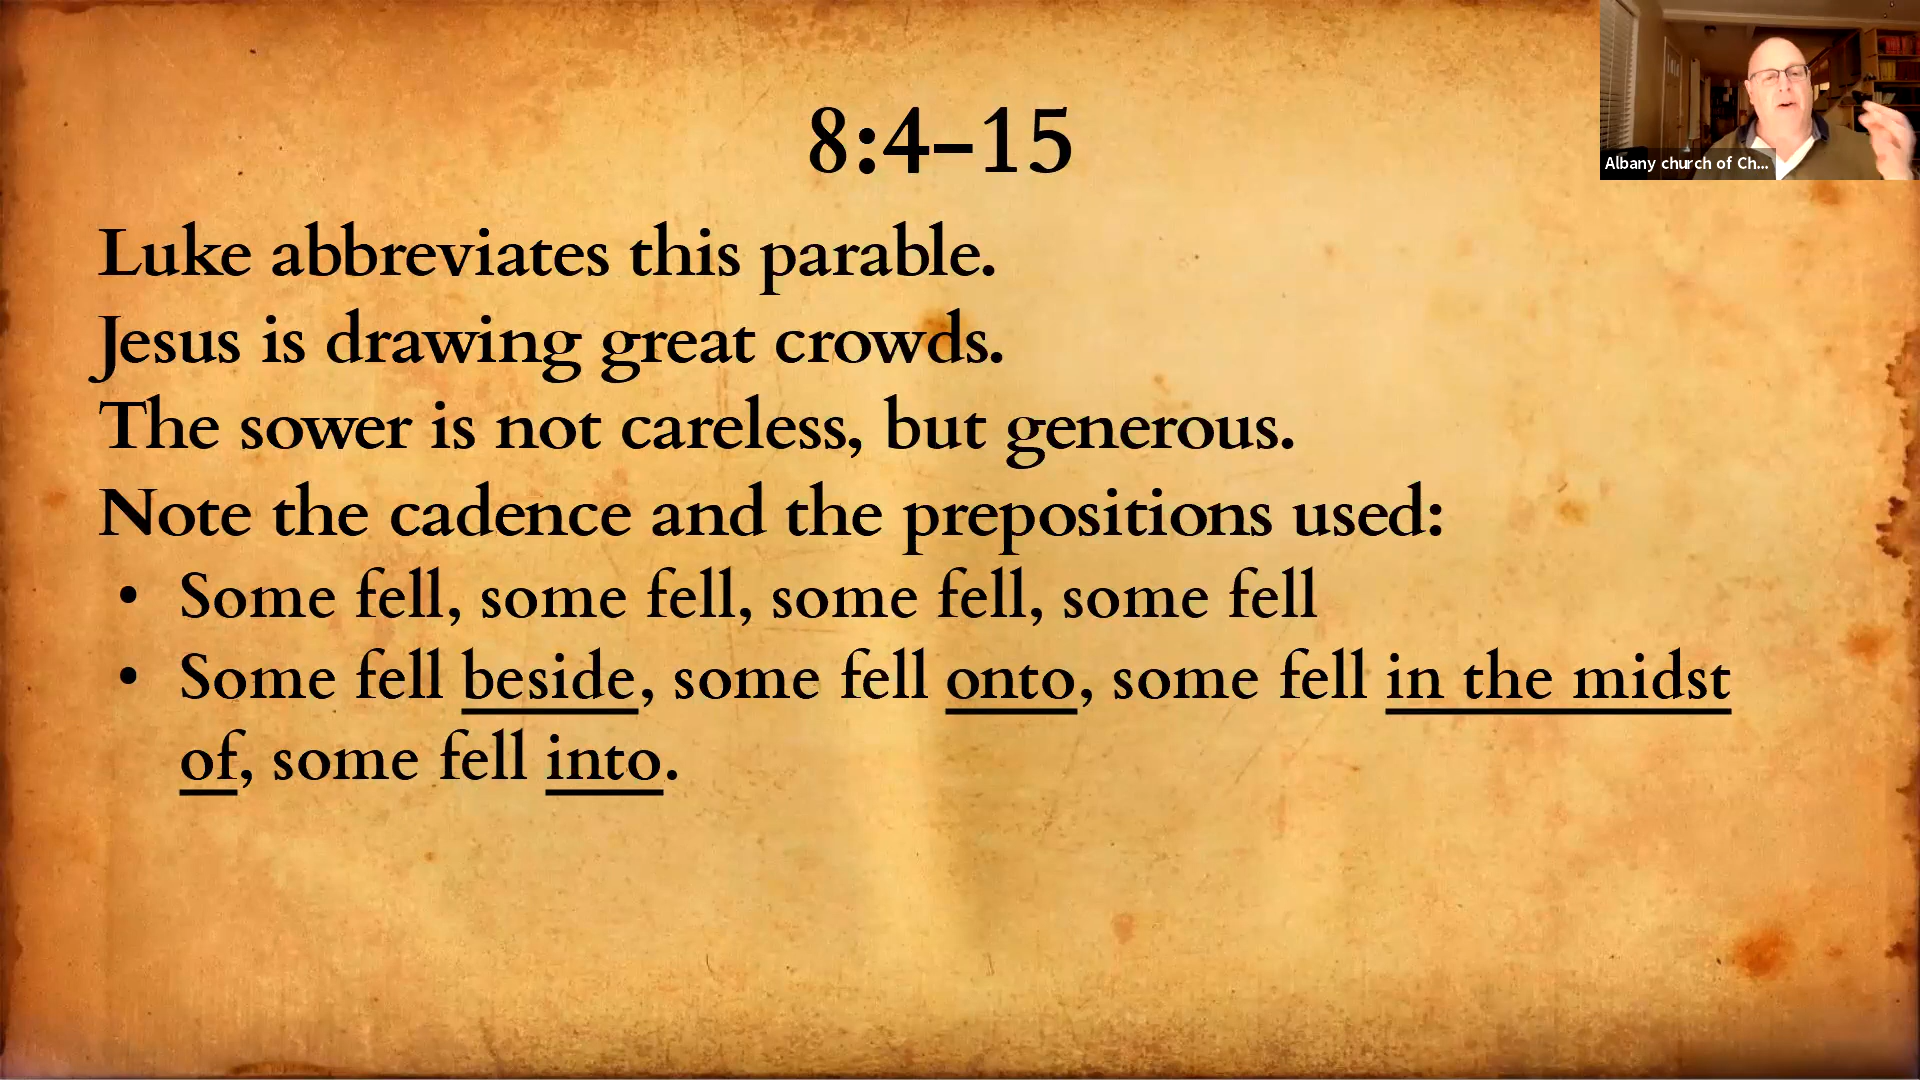 8:4–15
Luke abbreviates this parable.
Jesus is drawing great crowds.
The sower is not careless, but generous.
Note the cadence and the prepositions used:
• Some fell, some fell, some fell, some fell
• Some fell beside, some fell onto, some fell in the midst
of, some fell into.
Albany church of Ch...